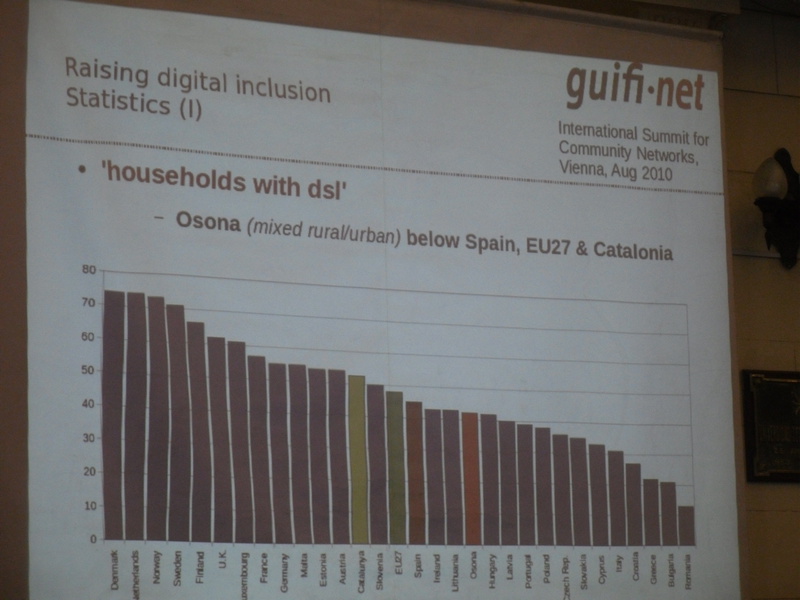 Raising digital inclusion
Statistics (I)
guifi·net
International Summit for
Community Networks,
Vienna, Aug 2010
• 'households with dsl'
– Osona (mixed rural/urban) below Spain, EU27 & Catalonia
80
70
60
50
40
30
20
10
0
Denmark
etherlands
Norway
Sweden
Finland
U.K.
uxembourg
France
Germany
Malta
Estonia
Austria
Catalunya
Slovenia
EU27
Spain
Ireland
Lithuania
Osona
Hungary
Latvia
Portugal
Poland
Czech Rep.
Slovakia
Cyprus
Italy
Croatia
Greece
Bulgaria
Romania